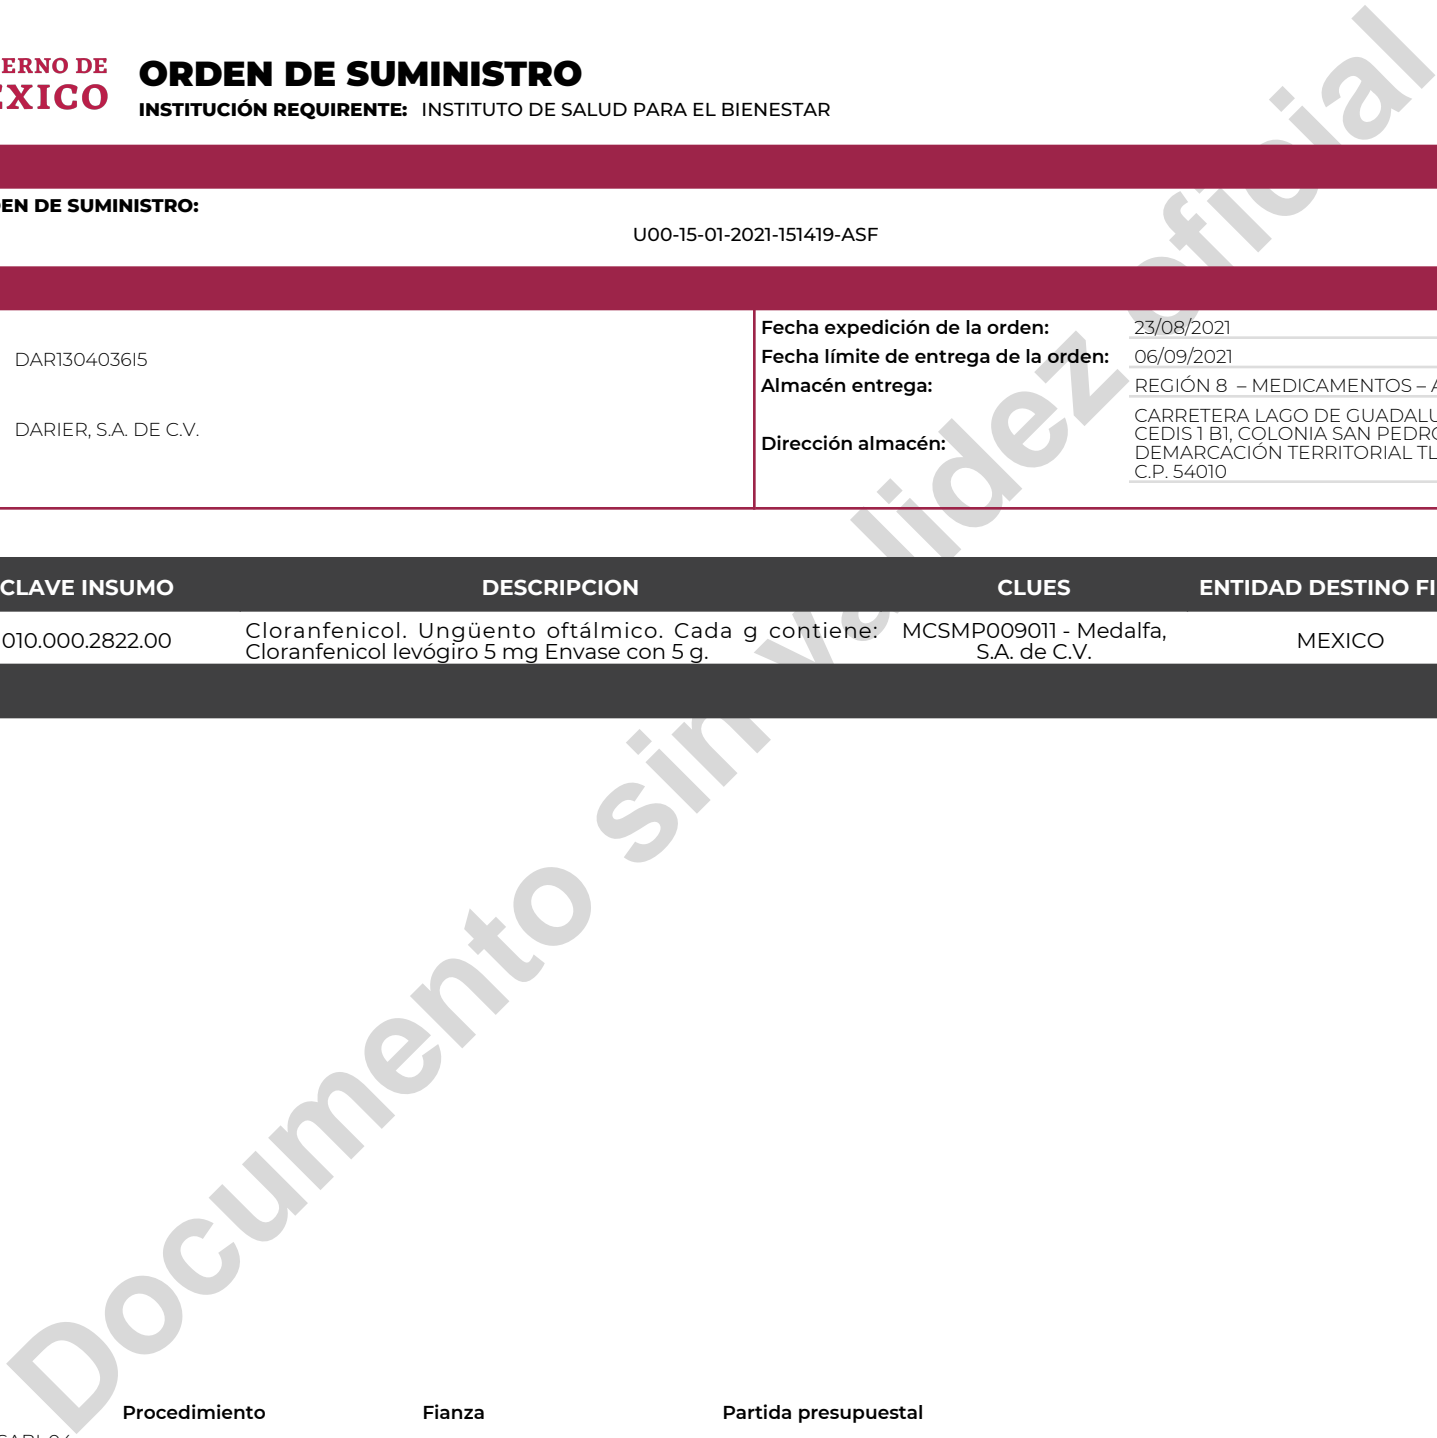 ERNO DE
EXICO
ORDEN DE SUMINISTRO
INSTITUCIÓN REQUIRENTE: INSTITUTO DE SALUD PARA EL BIENESTAR
EN DE SUMINISTRO:
U00-15-01-2021-151419-ASF
DAR1304036I5
DARIER, S.A. DE C.V.
Fecha expedición de la orden: 23/08/2021
Fecha límite de entrega de la orden: 06/09/2021
Almacén entrega: REGIÓN 8 – MEDICAMENTOS – A
Dirección almacén:
CARRETERA LAGO DE GUADALU
CEDIS 1 B1, COLONIA SAN PEDRO
DEMARCACIÓN TERRITORIAL TL
C.P. 54010
CLAVE INSUMO DESCRIPCION CLUES ENTIDAD DESTINO FI
010.000.2822.00
Cloranfenicol. Ungüento oftálmico. Cada g contiene:
Cloranfenicol levógiro 5 mg Envase con 5 g.
MCSMP009011 - Medalfa,
S.A. de C.V.
MEXICO
Documento sin validez oficial
Procedimiento Fianza Partida presupuestal